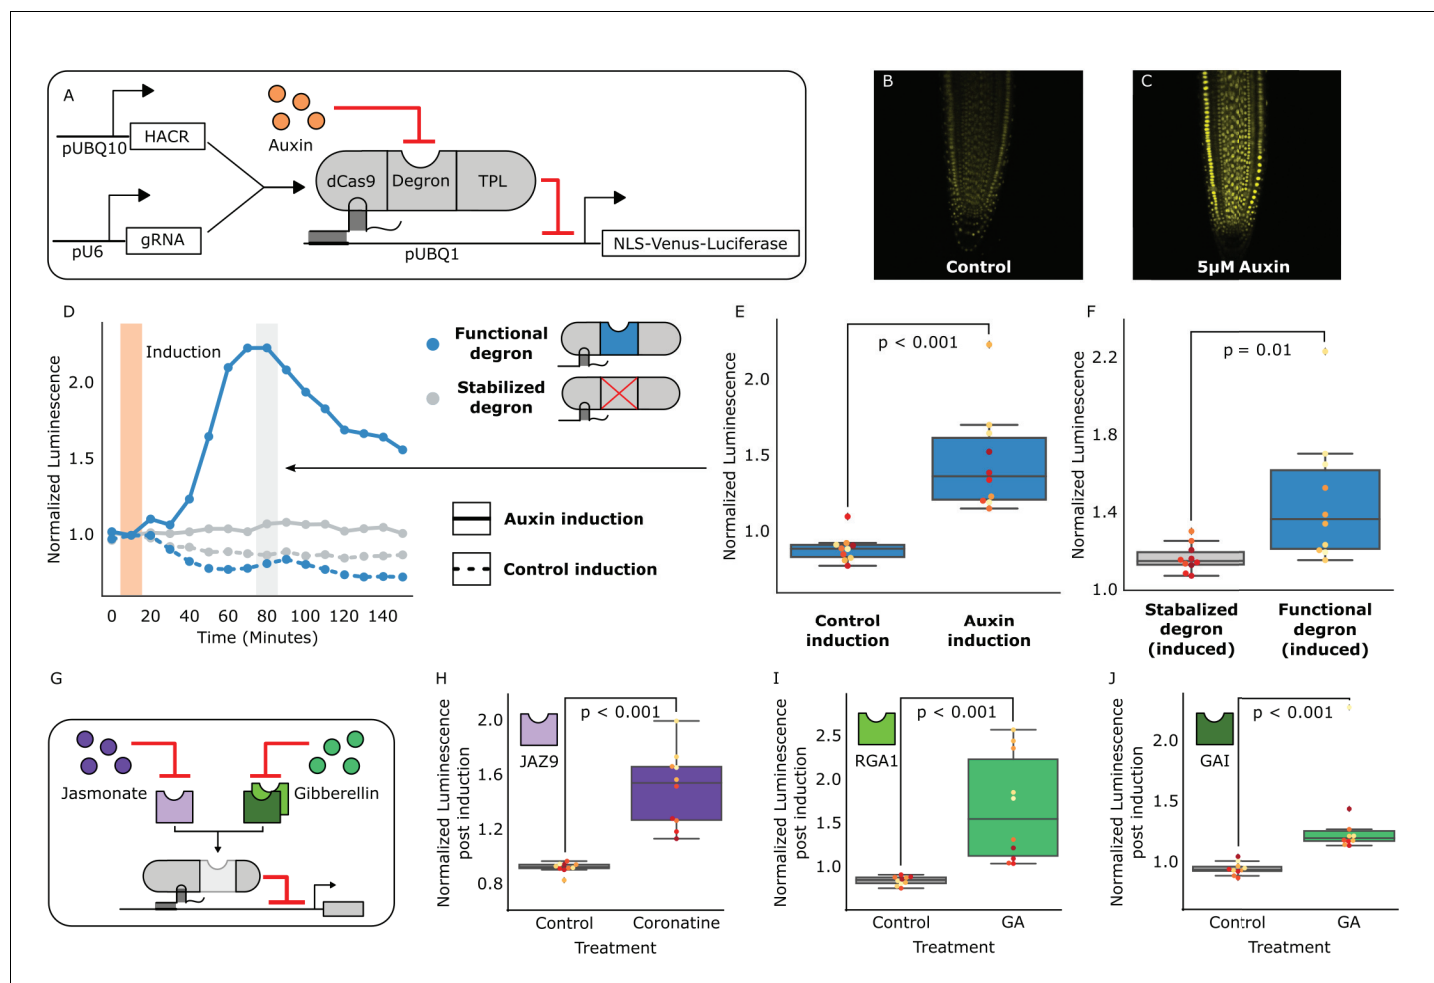 A
pUBQ10
HACR
Auxin
dCas9
Degron
TPL
pU6
gRNA
pUBQ1
NLS-Venus-Luciferase
B
Control
C
5μM Auxin
D
Normalized Luminescence
2.0
1.5
1.0
Induction
0 20 40 60 80 100 120 140
Time (Minutes)
Functional
degron
Stabilized
degron
Auxin induction
Control induction
E
Normalized Luminescence
2.0
1.5
1.0
p < 0.001
Control
induction
Auxin
induction
F
Normalized Luminescence
2.2
1.8
1.4
1.0
p = 0.01
Stabalized
degron
(induced)
Functional
degron
(induced)
G
Jasmonate
Gibberellin
H
Normalized Luminescence
post induction
2.0
1.6
1.2
0.8
p < 0.001
JAZ9
Control
Coronatine
Treatment
I
Normalized Luminescence
post induction
2.5
2.0
1.5
1.0
p < 0.001
RGA1
Control
GA
Treatment
J
Normalized Luminescence
post induction
2.0
1.5
1.0
p < 0.001
GAI
Control
GA
Treatment